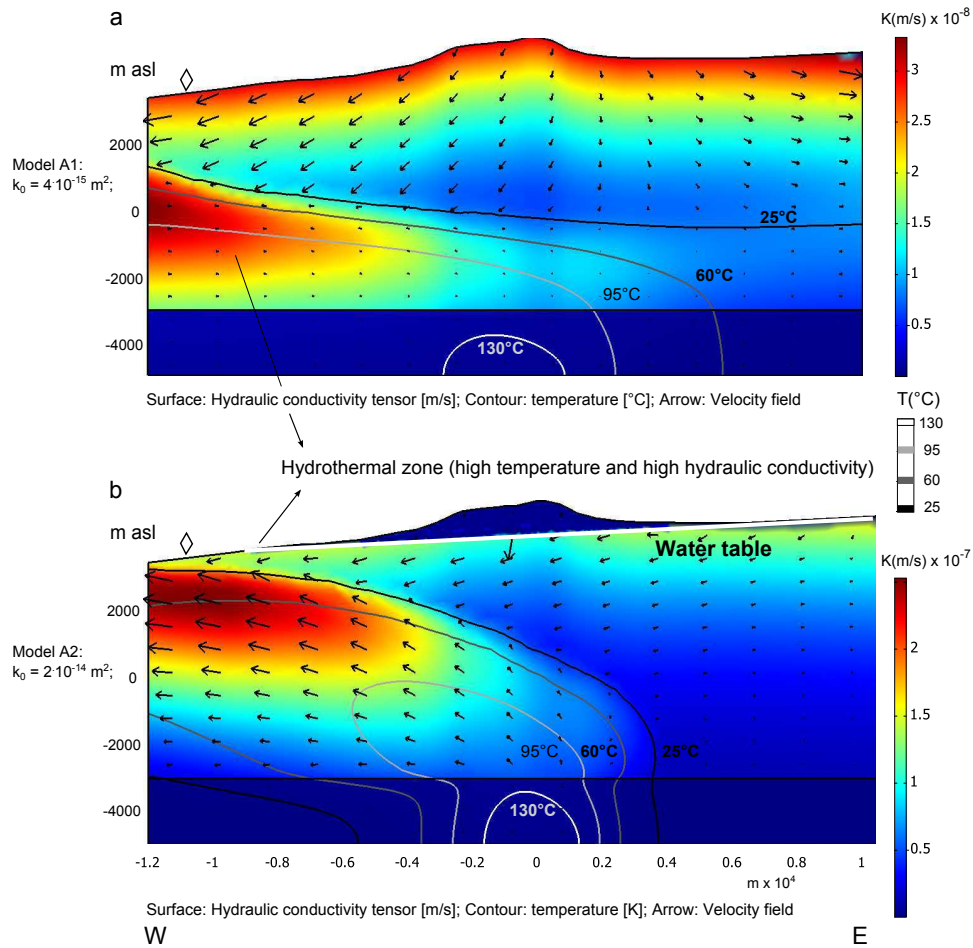 a
K(m/s) x 10-8
m asl
2000
0
-2000
-4000
Model A1:
k0 = 4·10-15 m2;
25°C
60°C
95°C
130°C
3
2.5
2
1.5
1
0.5
Surface: Hydraulic conductivity tensor [m/s]; Contour: temperature [°C]; Arrow: Velocity field
T(°C)
130
95
60
25
Hydrothermal zone (high temperature and high hydraulic conductivity)
b
m asl
Water table
K(m/s) x 10-7
2000
0
-2000
-4000
Model A2:
k0 = 2·10-14 m2;
95°C
60°C
25°C
130°C
2
1.5
1
0.5
-1.2
-1
-0.8
-0.6
-0.4
-0.2
0
0.2
0.4
0.6
0.8
1
m x 104
Surface: Hydraulic conductivity tensor [m/s]; Contour: temperature [K]; Arrow: Velocity field
W
E